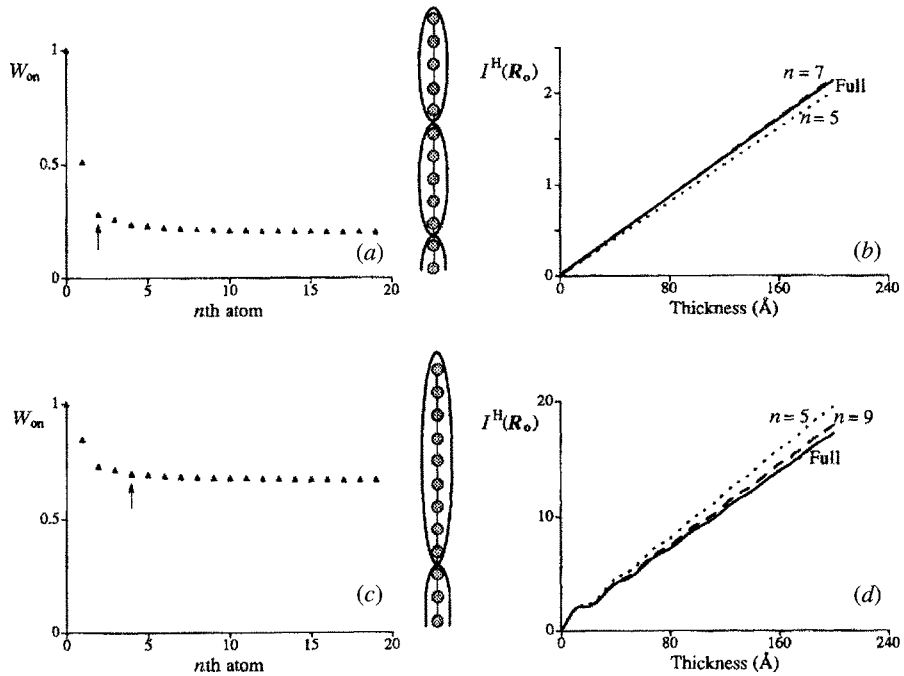 1
W_on
0.5
0
0 5 10 15 20
nth atom
(a)
I^H(R_o)
2
1
0
n = 7
Full
n = 5
0 80 160 240
Thickness (Å)
(b)
1
W_on
0.5
0
0 5 10 15 20
nth atom
(c)
20
I^H(R_o)
10
0
n = 5
n = 9
Full
0 80 160 240
Thickness (Å)
(d)